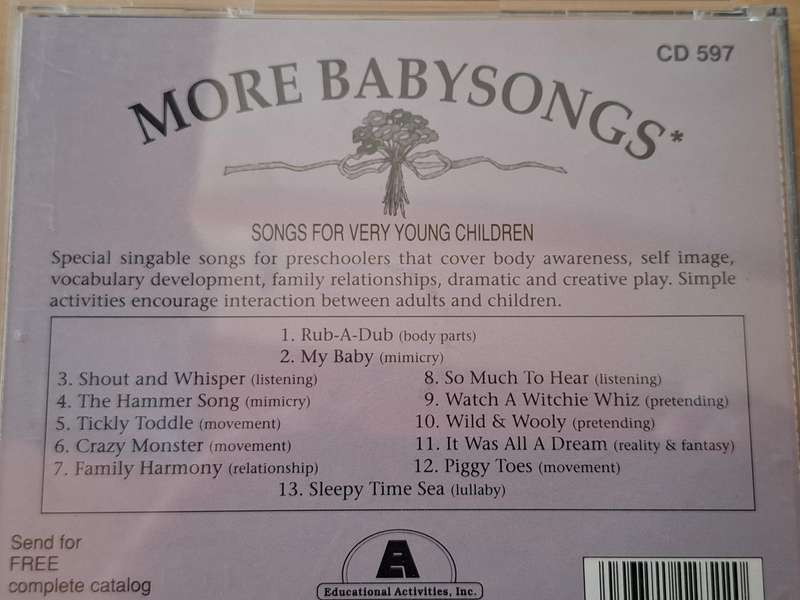 CD 597
MORE BABYSONGS*
SONGS FOR VERY YOUNG CHILDREN
Special singable songs for preschoolers that cover body awareness, self image,
vocabulary development, family relationships, dramatic and creative play. Simple
activities encourage interaction between adults and children.
1. Rub-A-Dub (body parts)
2. My Baby (mimicry)
3. Shout and Whisper (listening)
4. The Hammer Song (mimicry)
5. Tickly Toddle (movement)
6. Crazy Monster (movement)
7. Family Harmony (relationship)
8. So Much To Hear (listening)
9. Watch A Witchie Whiz (pretending)
10. Wild & Wooly (pretending)
11. It Was All A Dream (reality & fantasy)
12. Piggy Toes (movement)
13. Sleepy Time Sea (lullaby)
Send for
FREE
complete catalog
EA
Educational Activities, Inc.